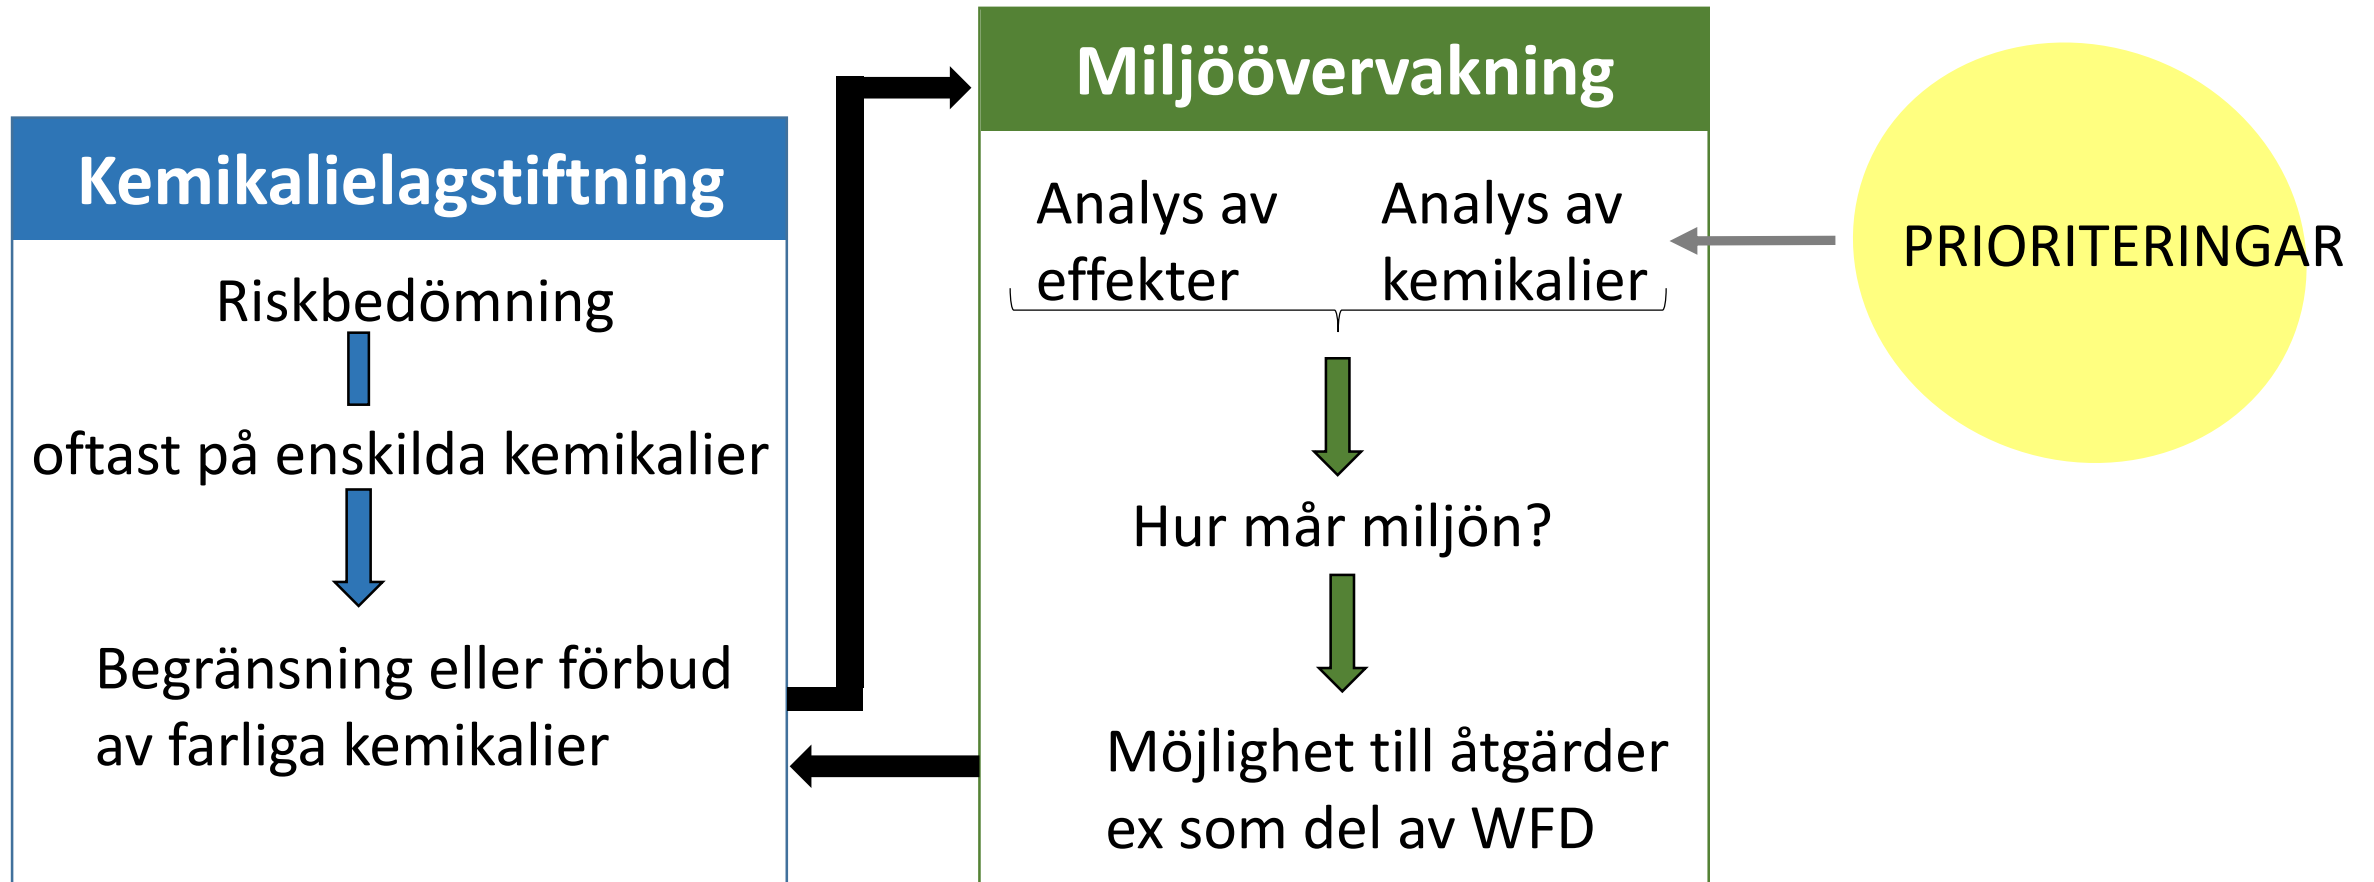 Kemikalielagstiftning
Riskbedömning
oftast på enskilda kemikalier
Begränsning eller förbud
av farliga kemikalier
Miljöövervakning
Analys av
effekter
Analys av
kemikalier
Hur mår miljön?
Möjlighet till åtgärder
ex som del av WFD
PRIORITERINGAR